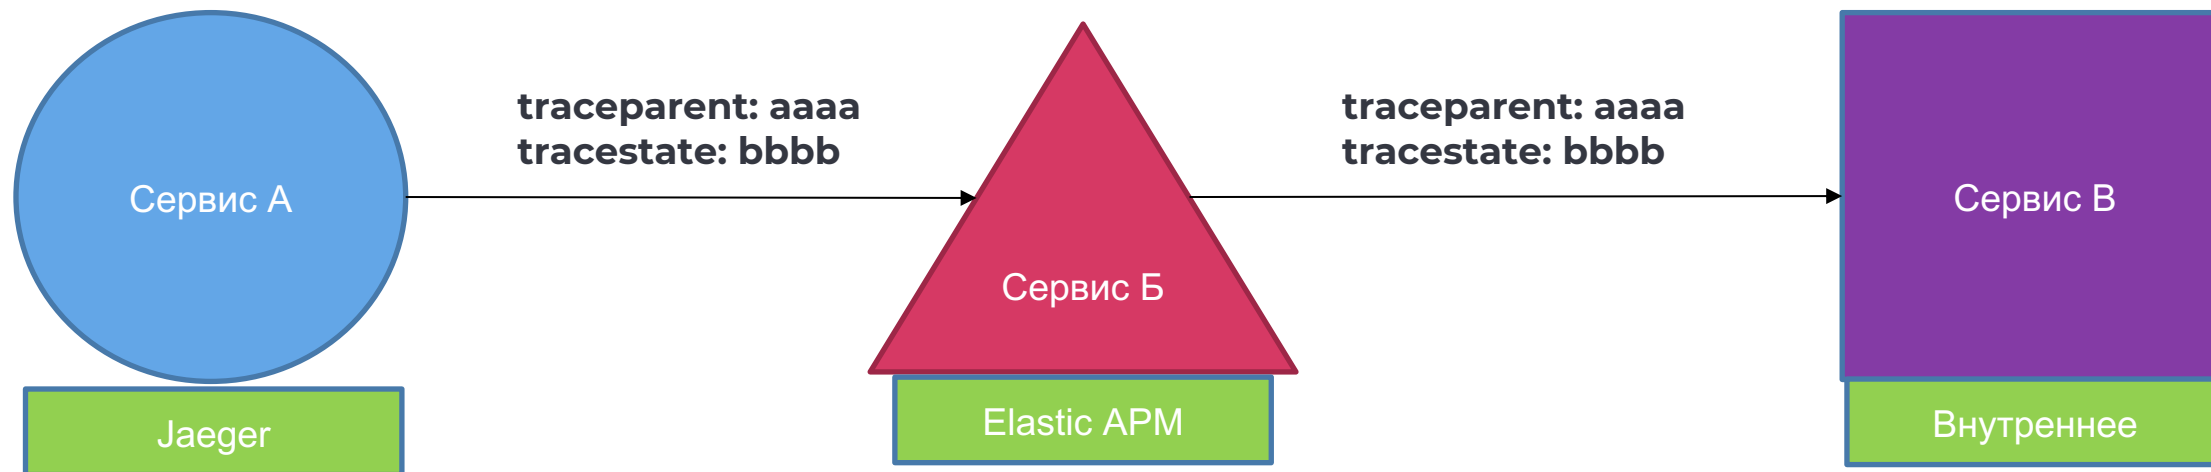 traceparent: aaaa
tracestate: bbbb
traceparent: aaaa
tracestate: bbbb
Сервис А
Сервис Б
Сервис В
Jaeger
Elastic APM
Внутреннее